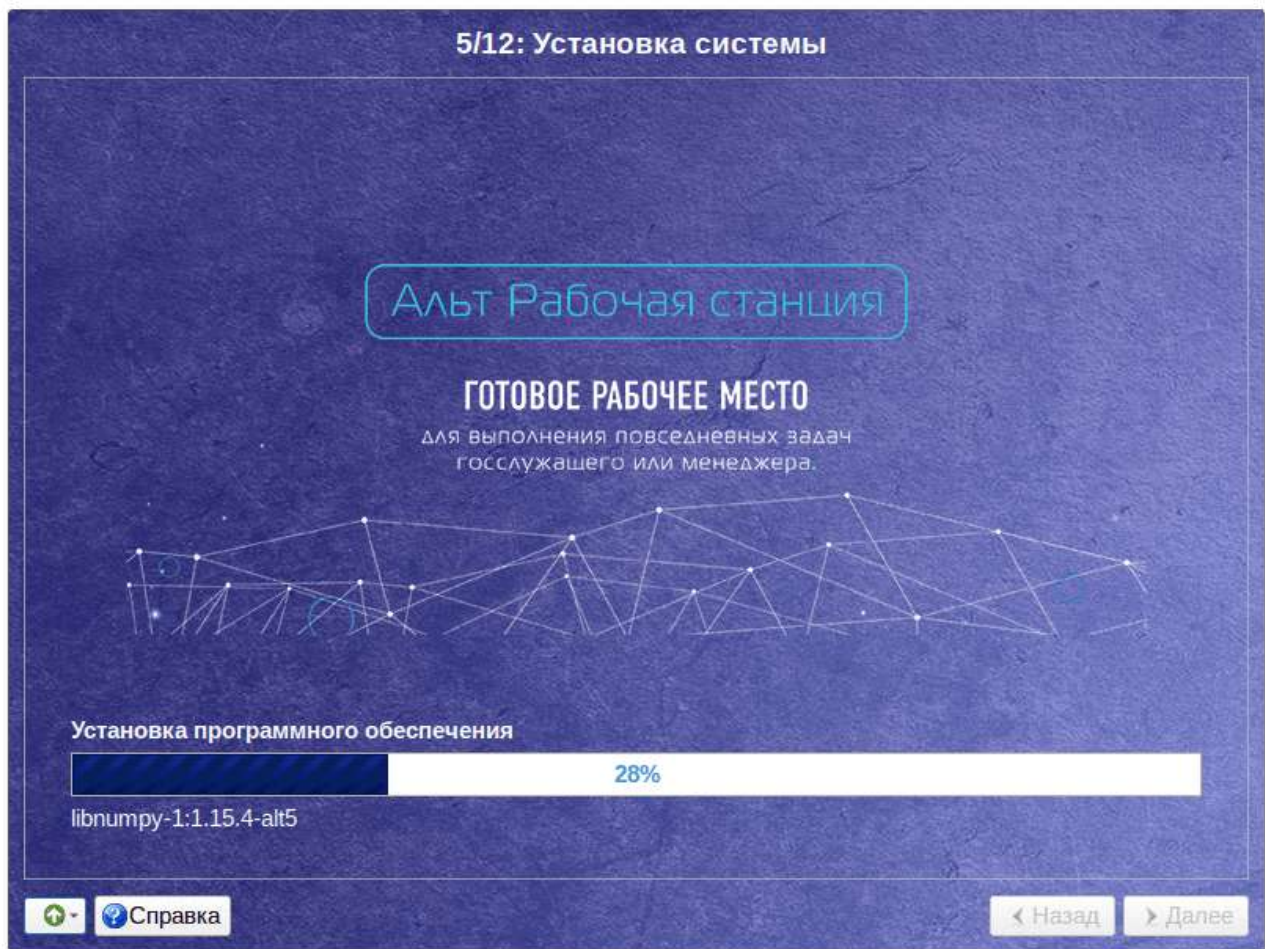 5/12: Установка системы
Альт Рабочая станция
ГОТОВОЕ РАБОЧЕЕ МЕСТО
для выполнения повседневных задач
госслужащего или менеджера.
Установка программного обеспечения
28%
libnumpy-1:1.15.4-alt5
Справка
Назад
Далее